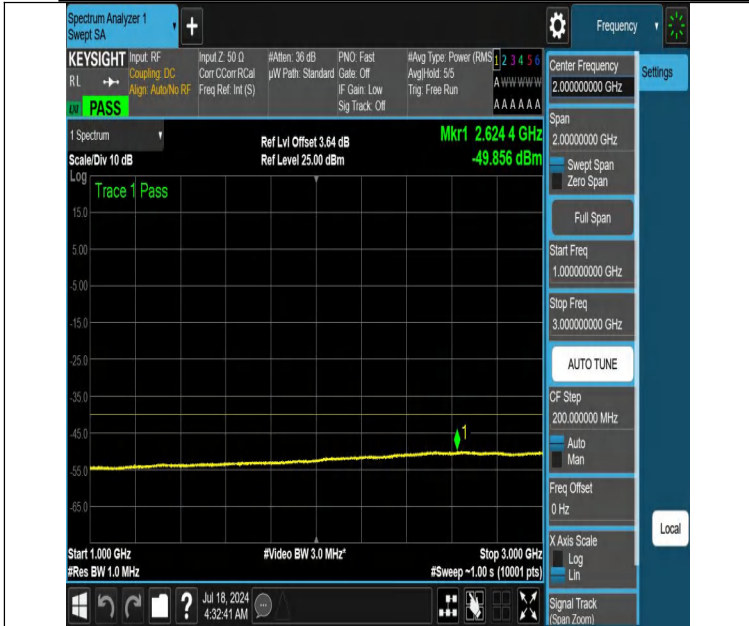 Spectrum Analyzer 1
Swept SA
+
Frequency
KEYSIGHT
RL
LXI PASS
Input: RF
Coupling: DC
Align: Auto/No RF
Input Z: 50 Ω
Corr CCorr RCal
Freq Ref: Int (S)
#Atten: 36 dB
µW Path: Standard
PNO: Fast
Gate: Off
IF Gain: Low
Sig Track: Off
#Avg Type: Power (RMS
Avg|Hold: 5/5
Trig: Free Run
1 2 3 4 5 6
A W W W W W
A A A A A A
1 Spectrum
Scale/Div 10 dB
Ref Lvl Offset 3.64 dB
Ref Level 25.00 dBm
Mkr1 2.624 4 GHz
-49.856 dBm
Log
Trace 1 Pass
15.0
5.00
-5.00
-15.0
-25.0
-35.0
-45.0
-55.0
-65.0
1
Start 1.000 GHz
#Res BW 1.0 MHz
#Video BW 3.0 MHz*
Stop 3.000 GHz
#Sweep ~1.00 s (10001 pts)
?
Jul 18, 2024
4:32:41 AM
Center Frequency
2.000000000 GHz
Settings
Span
2.00000000 GHz
Swept Span
Zero Span
Full Span
Start Freq
1.000000000 GHz
Stop Freq
3.000000000 GHz
AUTO TUNE
CF Step
200.000000 MHz
Auto
Man
Freq Offset
0 Hz
X Axis Scale
Log
Lin
Local
Signal Track
(Span Zoom)